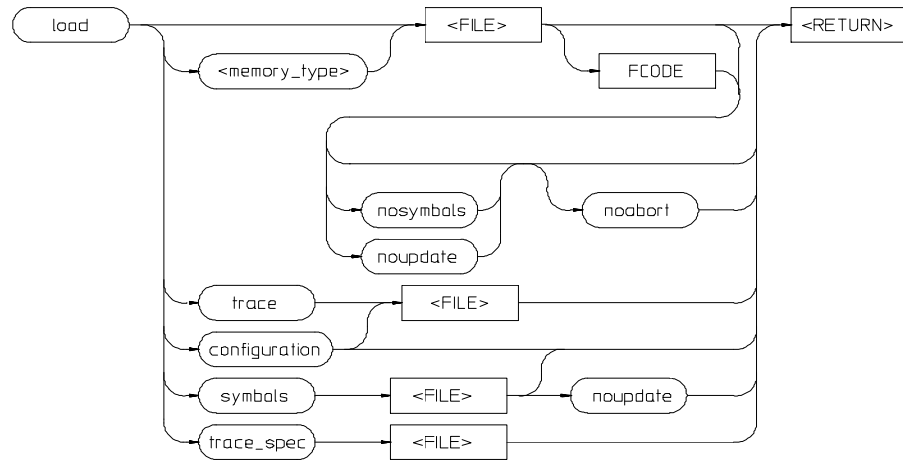 load
<FILE>
<RETURN>
<memory_type>
FCODE
nosymbols
noabort
noupdate
trace
<FILE>
configuration
symbols
<FILE>
noupdate
trace_spec
<FILE>